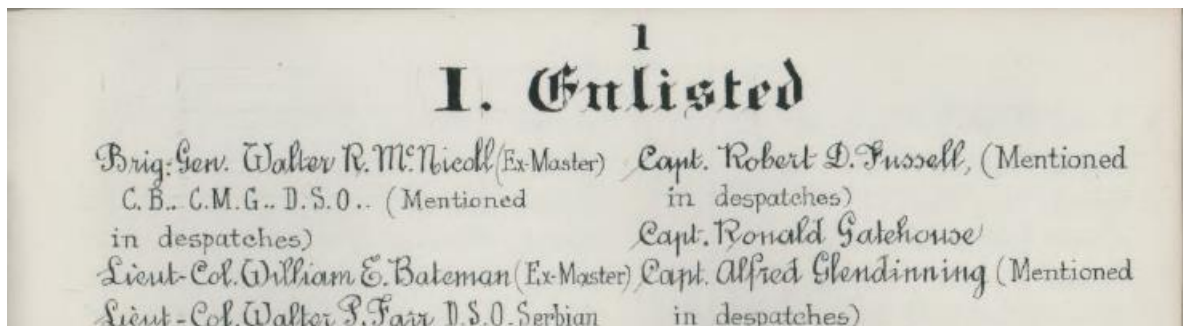 1
I. Enlisted
Brig-Gen. Walter R. McNicoll (Ex-Master)
C.B.. C.M.G.. D.S.O.. (Mentioned
in despatches)
Lieut-Col. William E. Bateman (Ex-Master)
Lieut-Col. Walter P. Farr D.S.O. Serbian
Capt. Robert D. Fussell, (Mentioned
in despatches)
Capt. Ronald Gatehouse
Capt. Alfred Glendinning (Mentioned
in despatches)